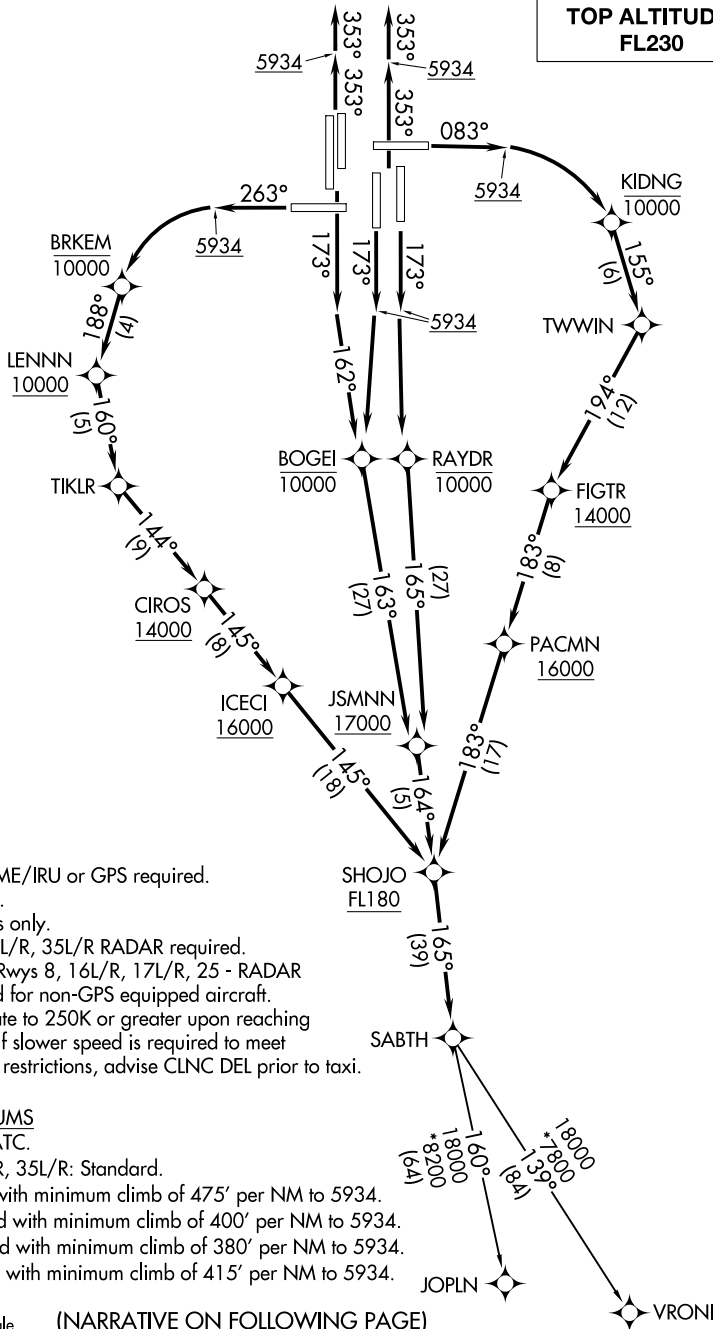 TOP ALTITUD
FL230
353°
353°
5934
5934
353°
353°
083°
5934
KIDNG
10000
263°
5934
BRKEM
10000
173°
173°
173°
155°
(6)
188°
(4)
5934
TWWIN
LENNN
10000
162°
160°
(5)
194°
(12)
BOGEI
10000
RAYDR
10000
TIKLR
FIGTR
14000
144°
(9)
183°
(8)
163°
(27)
165°
(27)
CIROS
14000
145°
(8)
PACMN
16000
ICECI
16000
JSMNN
17000
183°
(17)
145°
(18)
164°
(5)
ME/IRU or GPS required.
.
s only.
L/R, 35L/R RADAR required.
Rwys 8, 16L/R, 17L/R, 25 - RADAR
d for non-GPS equipped aircraft.
ate to 250K or greater upon reaching
f slower speed is required to meet
restrictions, advise CLNC DEL prior to taxi.
SHOJO
FL180
165°
(39)
SABTH
UMS
ATC.
R, 35L/R: Standard.
with minimum climb of 475' per NM to 5934.
d with minimum climb of 400' per NM to 5934.
d with minimum climb of 380' per NM to 5934.
with minimum climb of 415' per NM to 5934.
160°
18000
*8200
(64)
18000
*7800
139°
(84)
JOPLN
VRONI
(NARRATIVE ON FOLLOWING PAGE)